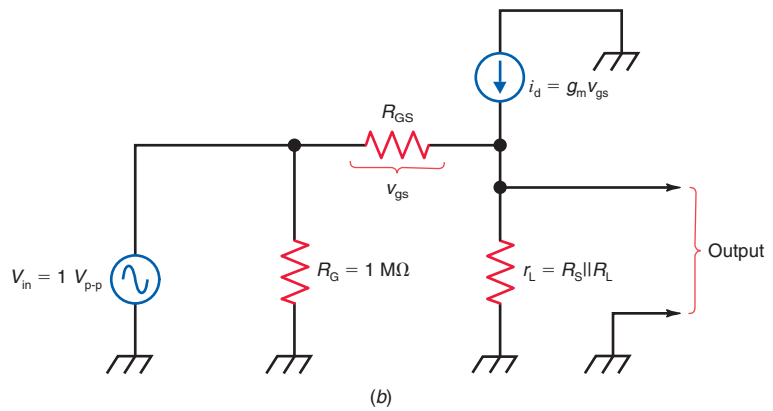 i_d = g_m v_gs
R_GS
v_gs
V_in = 1 V_p-p
R_G = 1 MΩ
r_L = R_S||R_L
Output
(b)